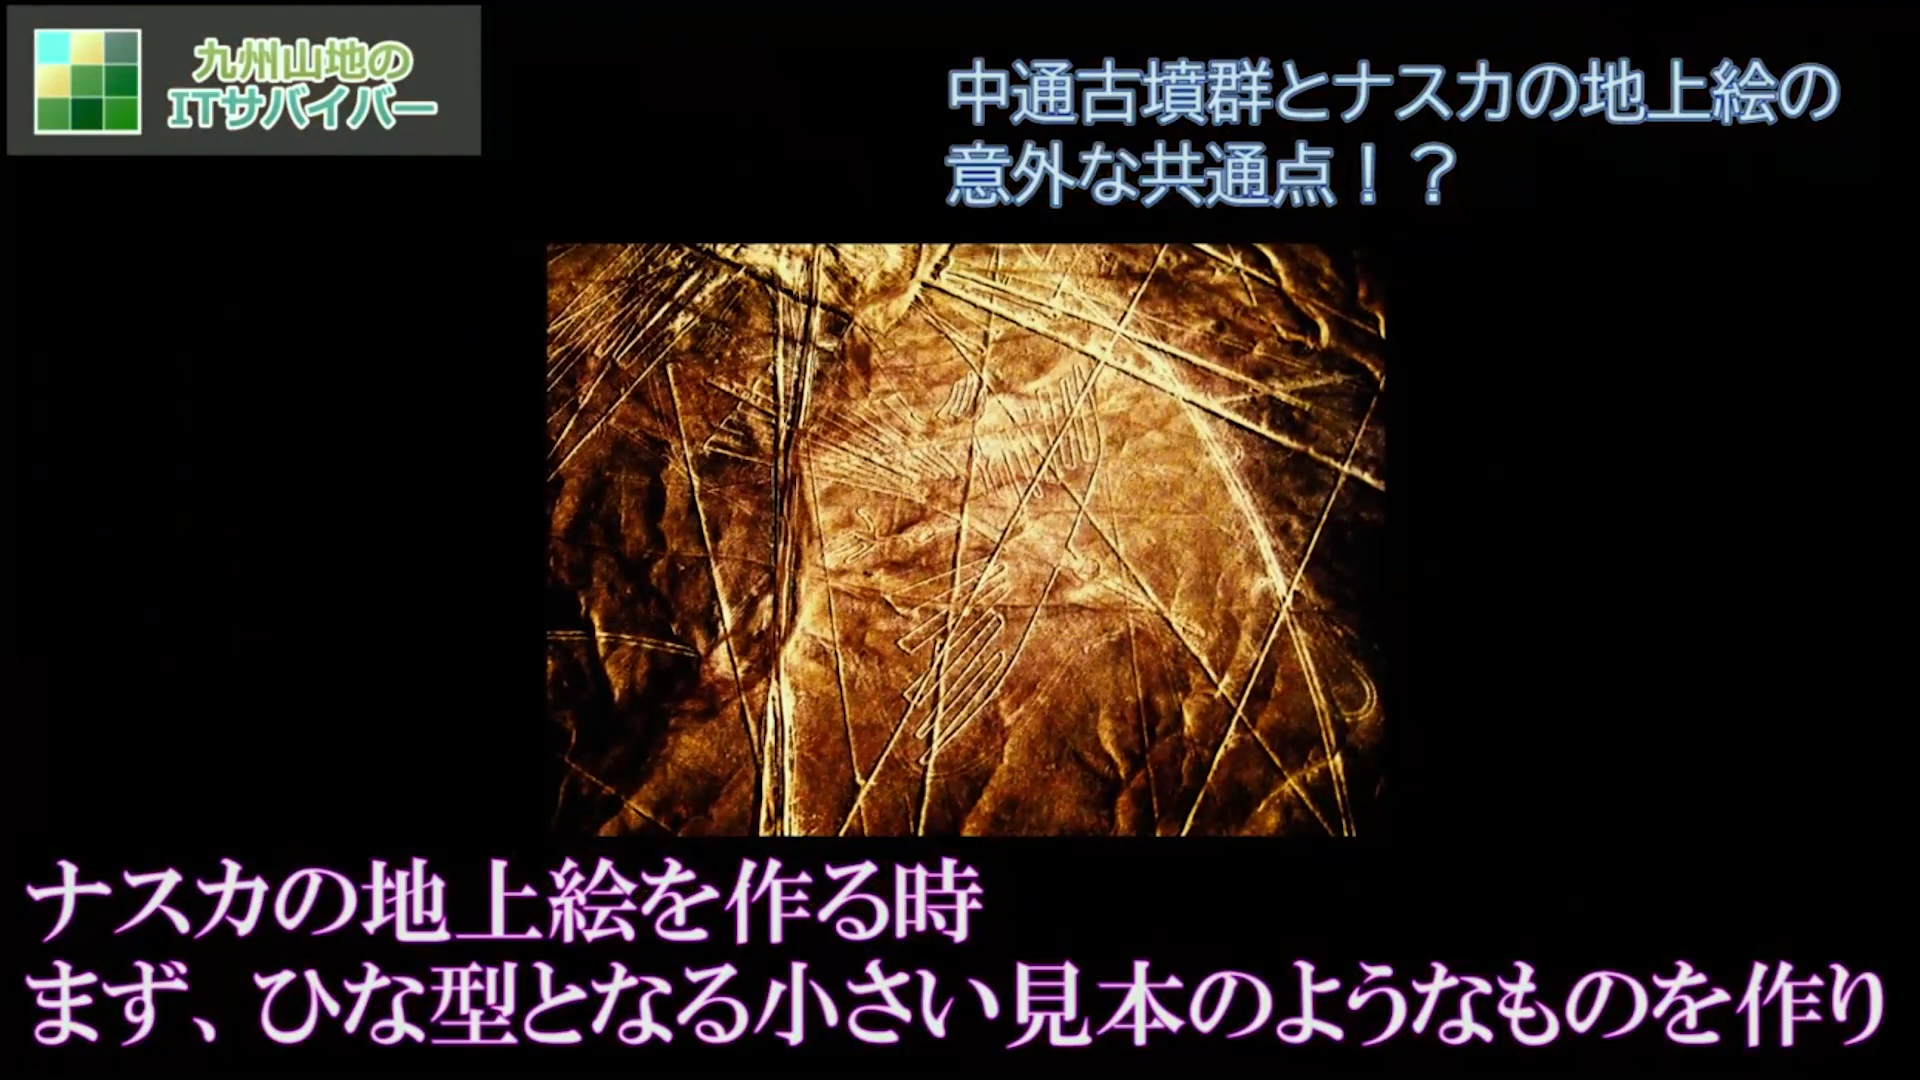 九州山地の
ITサバイバー
中通古墳群とナスカの地上絵の
意外な共通点！？
ナスカの地上絵を作る時
まず、ひな型となる小さい見本のようなものを作り